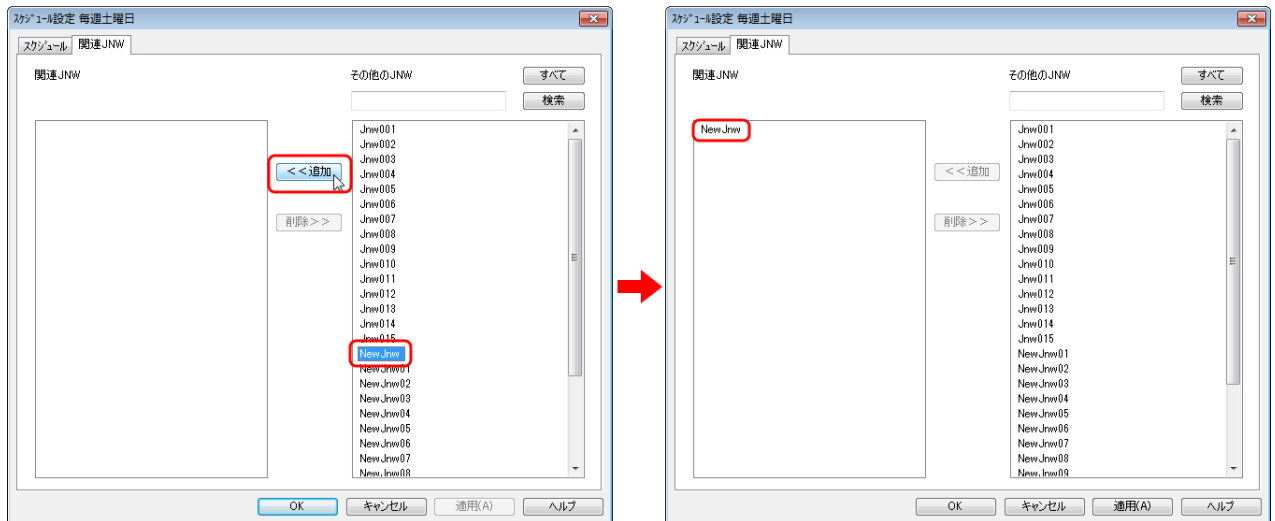 スケジュール設定 毎週土曜日
スケジュール 関連JNW
関連JNW
その他のJNW
すべて
検索
<<追加
削除>>
Jnw001
Jnw002
Jnw003
Jnw004
Jnw005
Jnw006
Jnw007
Jnw008
Jnw009
Jnw010
Jnw011
Jnw012
Jnw013
Jnw014
Jnw015
NewJnw
NewJnw01
NewJnw02
NewJnw03
NewJnw04
NewJnw05
NewJnw06
NewJnw07
NewJnw08
OK キャンセル 適用(A) ヘルプ
スケジュール設定 毎週土曜日
スケジュール 関連JNW
関連JNW
その他のJNW
すべて
検索
NewJnw
<<追加
削除>>
Jnw001
Jnw002
Jnw003
Jnw004
Jnw005
Jnw006
Jnw007
Jnw008
Jnw009
Jnw010
Jnw011
Jnw012
Jnw013
Jnw014
Jnw015
NewJnw01
NewJnw02
NewJnw03
NewJnw04
NewJnw05
NewJnw06
NewJnw07
NewJnw08
NewJnw09
OK キャンセル 適用(A) ヘルプ